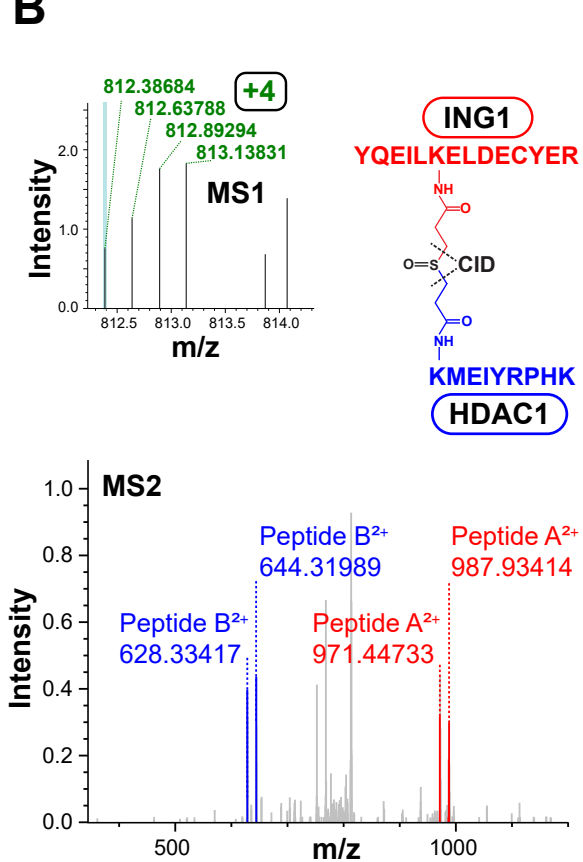 B
812.38684
+4
812.63788
812.89294
813.13831
MS1
Intensity
2.0
1.0
0.0
812.5 813.0 813.5 814.0
m/z
ING1
YQEILKELDECYER
NH
O
O=S
CID
O
NH
KMEIYRPHK
HDAC1
MS2
Intensity
1.0
0.8
0.6
0.4
0.2
0.0
Peptide B²⁺
644.31989
Peptide A²⁺
987.93414
Peptide B²⁺
628.33417
Peptide A²⁺
971.44733
500 1000
m/z